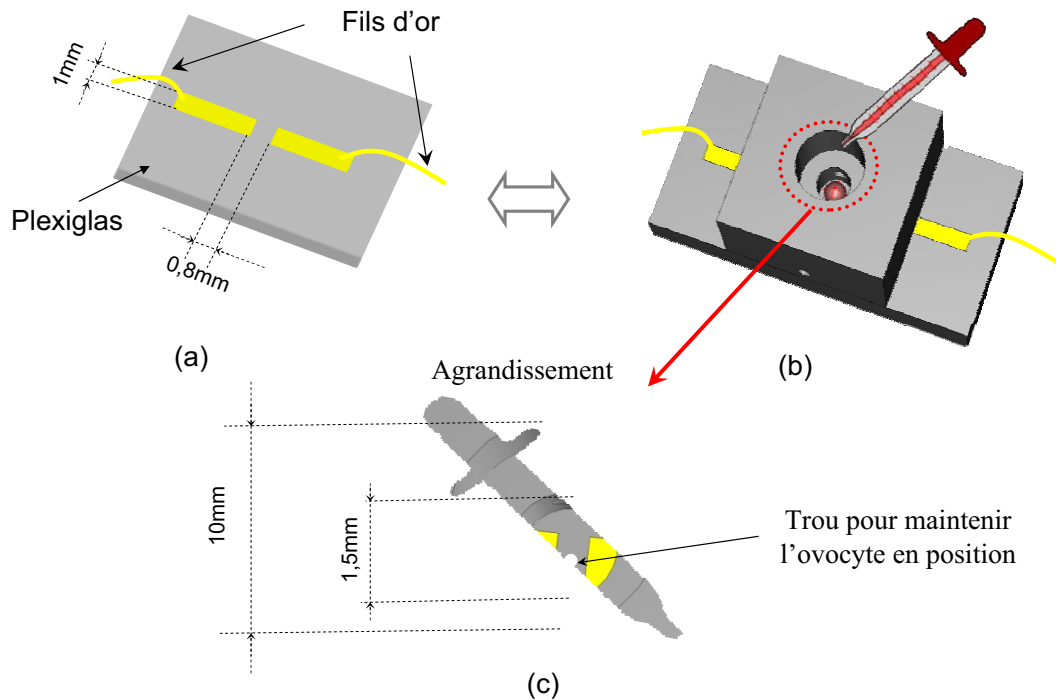 (a)
Fils d’or
1mm
Plexiglas
0,8mm
(b)
Agrandissement
10mm
1,5mm
Trou pour maintenir
l’ovocyte en position
(c)